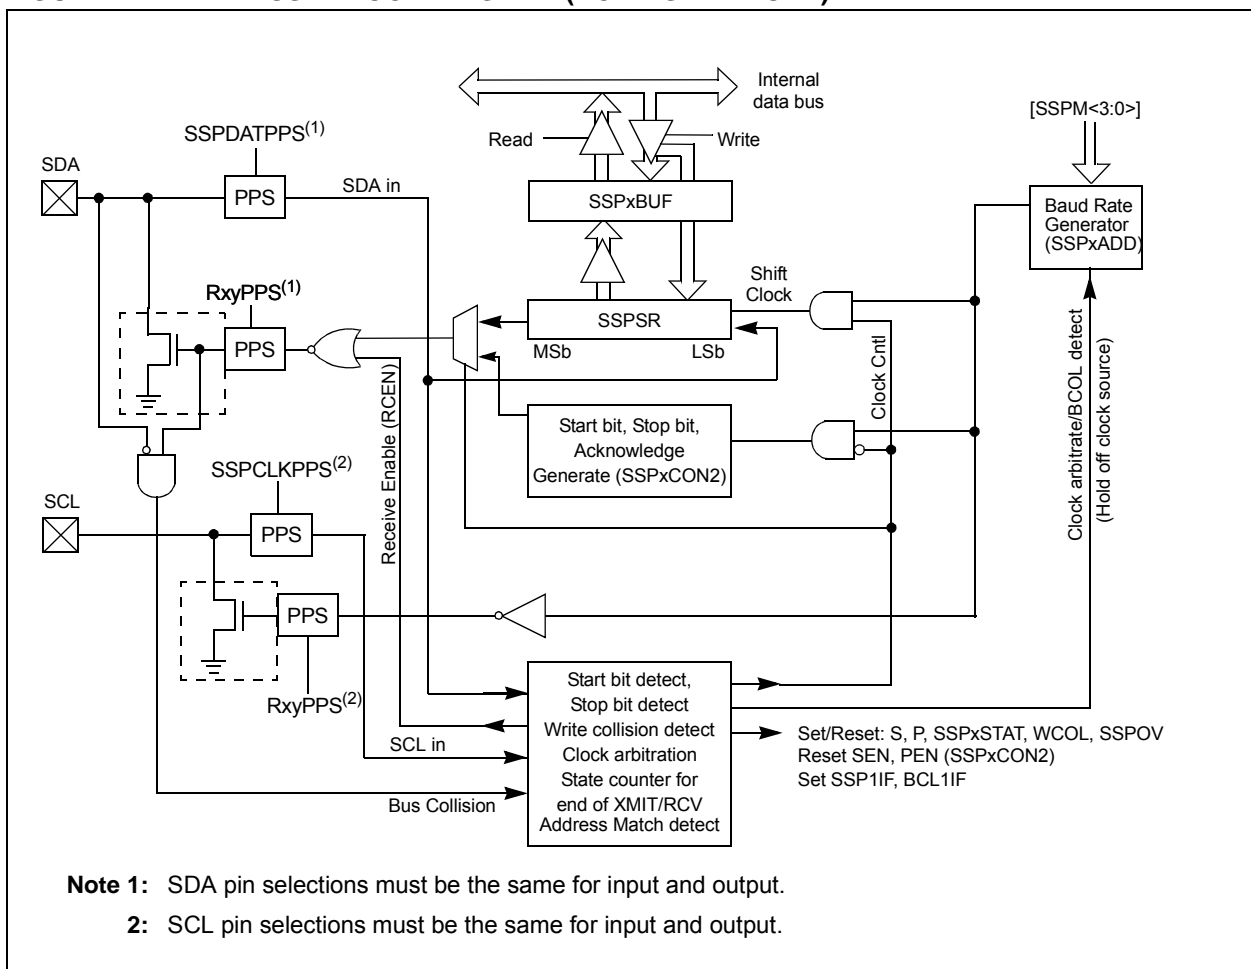 Internal
data bus
[SSPM<3:0>]
SSPDATPPS(1)
Read
Write
SDA
PPS
SDA in
SSPxBUF
Baud Rate
Generator
(SSPxADD)
RxyPPS(1)
Shift
Clock
PPS
SSPSR
MSb
LSb
Receive Enable (RCEN)
Clock Cntl
Clock arbitrate/BCOL detect
(Hold off clock source)
Start bit, Stop bit,
Acknowledge
Generate (SSPxCON2)
SSPCLKPPS(2)
SCL
PPS
PPS
RxyPPS(2)
SCL in
Bus Collision
Start bit detect,
Stop bit detect
Write collision detect
Clock arbitration
State counter for
end of XMIT/RCV
Address Match detect
Set/Reset: S, P, SSPxSTAT, WCOL, SSPOV
Reset SEN, PEN (SSPxCON2)
Set SSP1IF, BCL1IF
Note 1: SDA pin selections must be the same for input and output.
2: SCL pin selections must be the same for input and output.